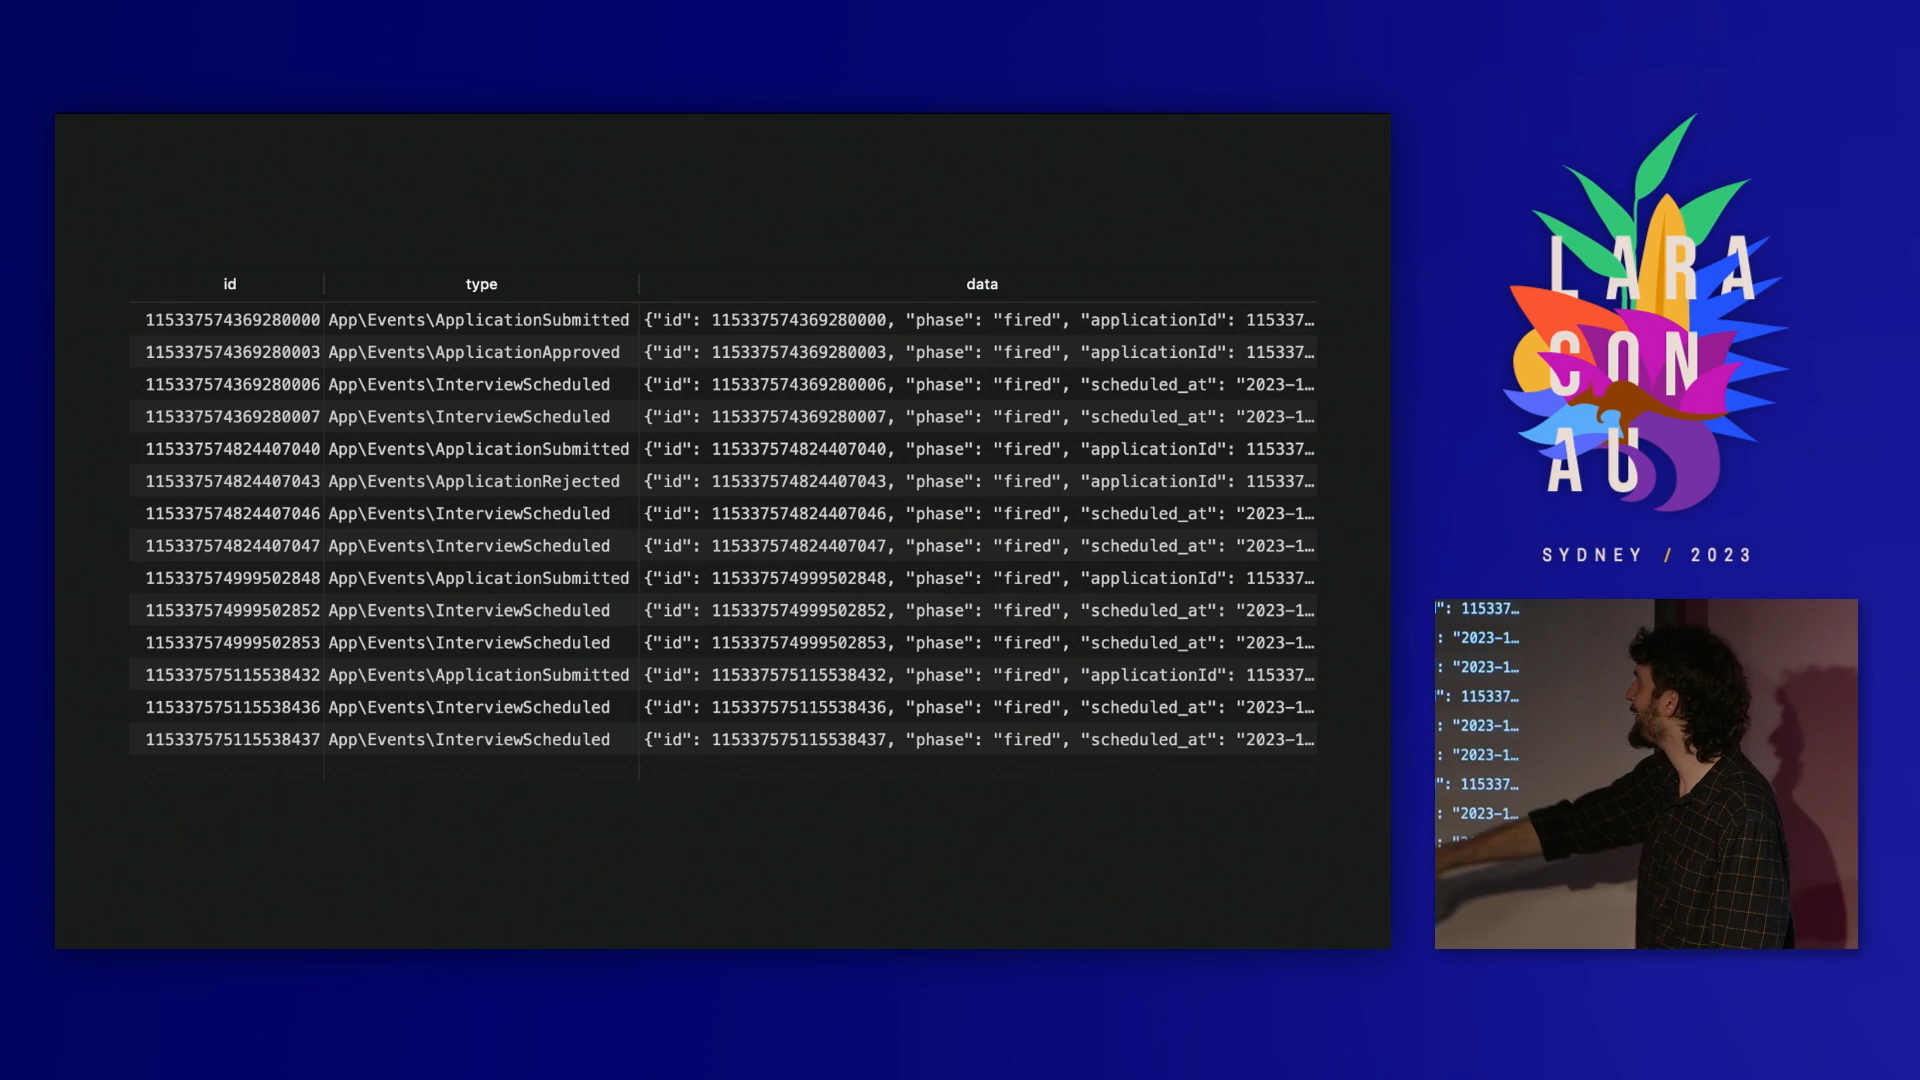 id type data
115337574369280000 App\Events\ApplicationSubmitted {"id": 115337574369280000, "phase": "fired", "applicationId": 115337…
115337574369280003 App\Events\ApplicationApproved {"id": 115337574369280003, "phase": "fired", "applicationId": 115337…
115337574369280006 App\Events\InterviewScheduled {"id": 115337574369280006, "phase": "fired", "scheduled_at": "2023-1…
115337574369280007 App\Events\InterviewScheduled {"id": 115337574369280007, "phase": "fired", "scheduled_at": "2023-1…
115337574824407040 App\Events\ApplicationSubmitted {"id": 115337574824407040, "phase": "fired", "applicationId": 115337…
115337574824407043 App\Events\ApplicationRejected {"id": 115337574824407043, "phase": "fired", "applicationId": 115337…
115337574824407046 App\Events\InterviewScheduled {"id": 115337574824407046, "phase": "fired", "scheduled_at": "2023-1…
115337574824407047 App\Events\InterviewScheduled {"id": 115337574824407047, "phase": "fired", "scheduled_at": "2023-1…
115337574999502848 App\Events\ApplicationSubmitted {"id": 115337574999502848, "phase": "fired", "applicationId": 115337…
115337574999502852 App\Events\InterviewScheduled {"id": 115337574999502852, "phase": "fired", "scheduled_at": "2023-1…
115337574999502853 App\Events\InterviewScheduled {"id": 115337574999502853, "phase": "fired", "scheduled_at": "2023-1…
115337575115538432 App\Events\ApplicationSubmitted {"id": 115337575115538432, "phase": "fired", "applicationId": 115337…
115337575115538436 App\Events\InterviewScheduled {"id": 115337575115538436, "phase": "fired", "scheduled_at": "2023-1…
115337575115538437 App\Events\InterviewScheduled {"id": 115337575115538437, "phase": "fired", "scheduled_at": "2023-1…
LARA
CON
AU
SYDNEY / 2023
": 115337…
: "2023-1…
: "2023-1…
": 115337…
: "2023-1…
: "2023-1…
": 115337…
: "2023-1…